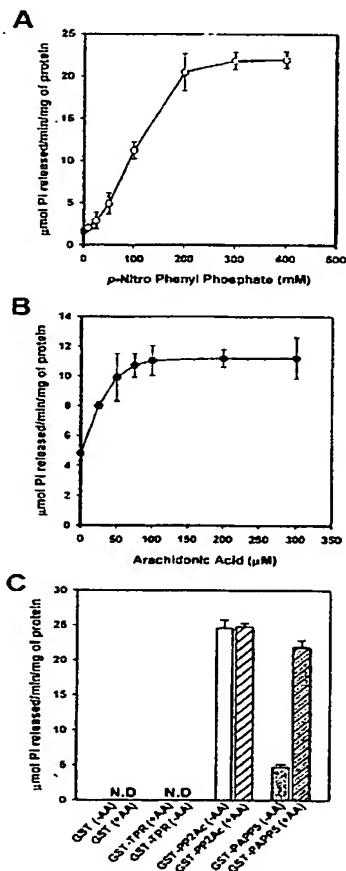 A
µmol Pi released/min/mg of protein
25
20
15
10
5
0
0 100 200 300 400 500
p-Nitro Phenyl Phosphate (mM)
B
µmol Pi released/min/mg of protein
14
12
10
8
6
4
2
0
0 50 100 150 200 250 300 350
Arachidonic Acid (µM)
C
µmol Pi released/min/mg of protein
30
25
20
15
10
5
0
N.D N.D
GST (-AA)
GST (+AA)
GST-TPR (+AA)
GST-TPR (-AA)
GST-PP2Ac (-AA)
GST-PP2Ac (+AA)
GST-PAPP5 (-AA)
GST-PAPP5 (+AA)